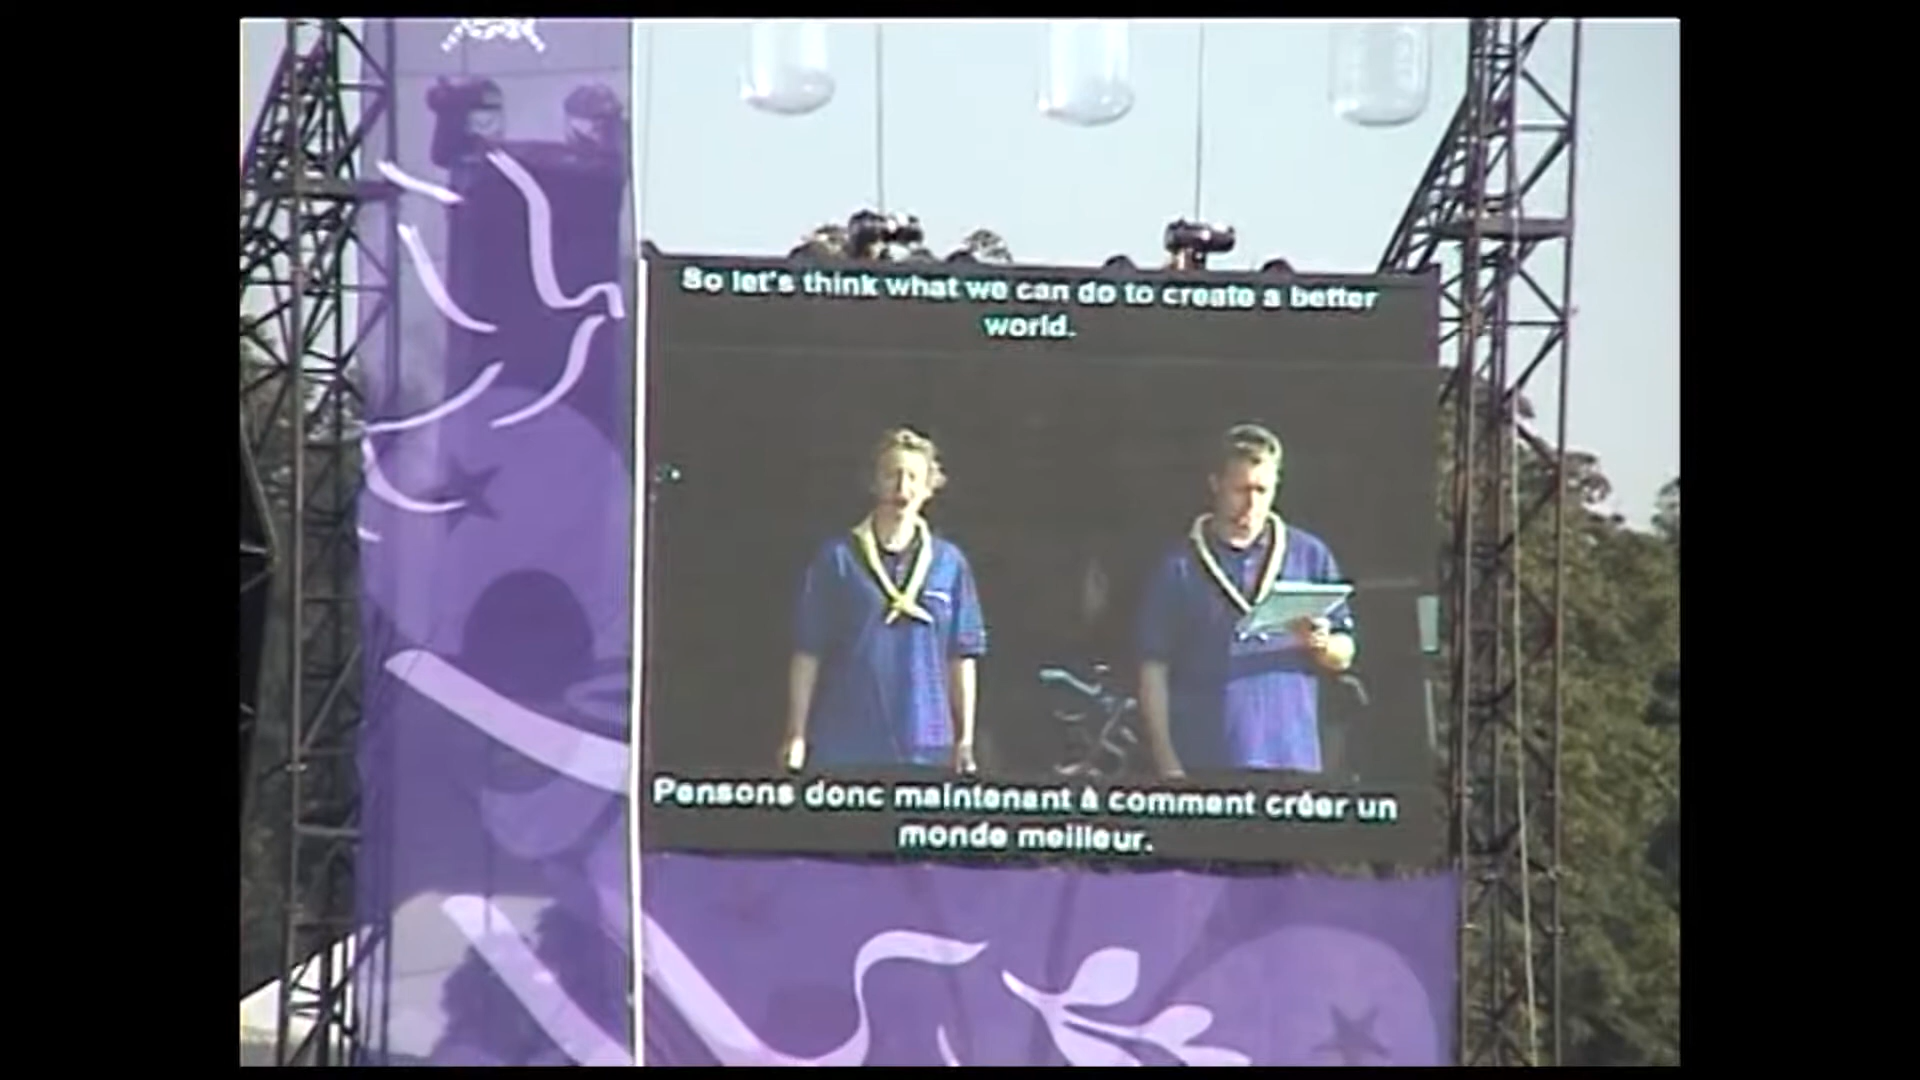 So let's think what we can do to create a better
world.
Pensons donc maintenant à comment créer un
monde meilleur.